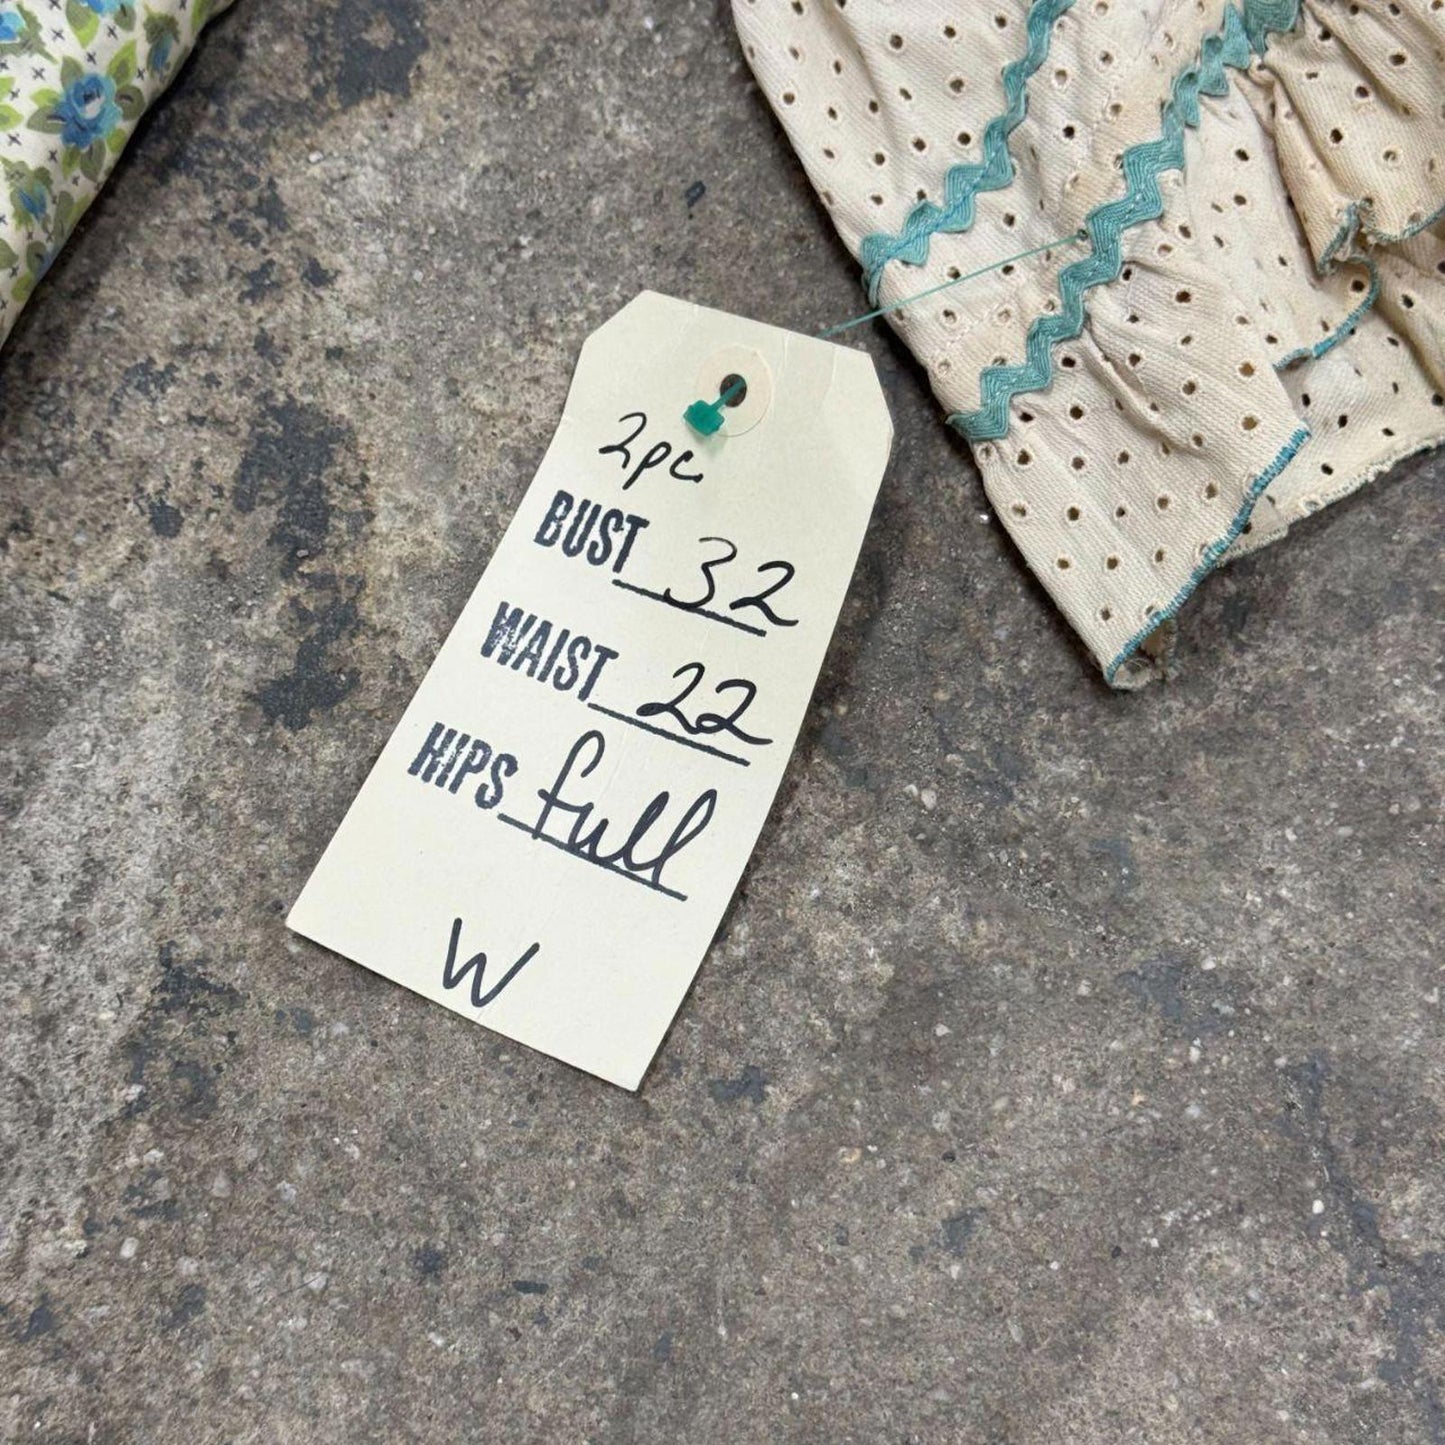 2pc.
BUST 32
WAIST 22
HIPS full
W